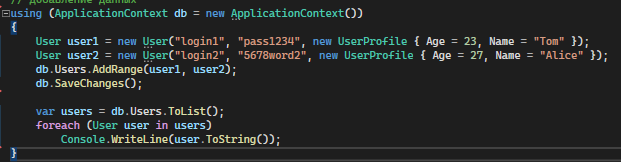 // Добавление данных
using (ApplicationContext db = new ApplicationContext())
{
User user1 = new User("login1", "pass1234", new UserProfile { Age = 23, Name = "Tom" });
User user2 = new User("login2", "5678word2", new UserProfile { Age = 27, Name = "Alice" });
db.Users.AddRange(user1, user2);
db.SaveChanges();
var users = db.Users.ToList();
foreach (User user in users)
Console.WriteLine(user.ToString());
}